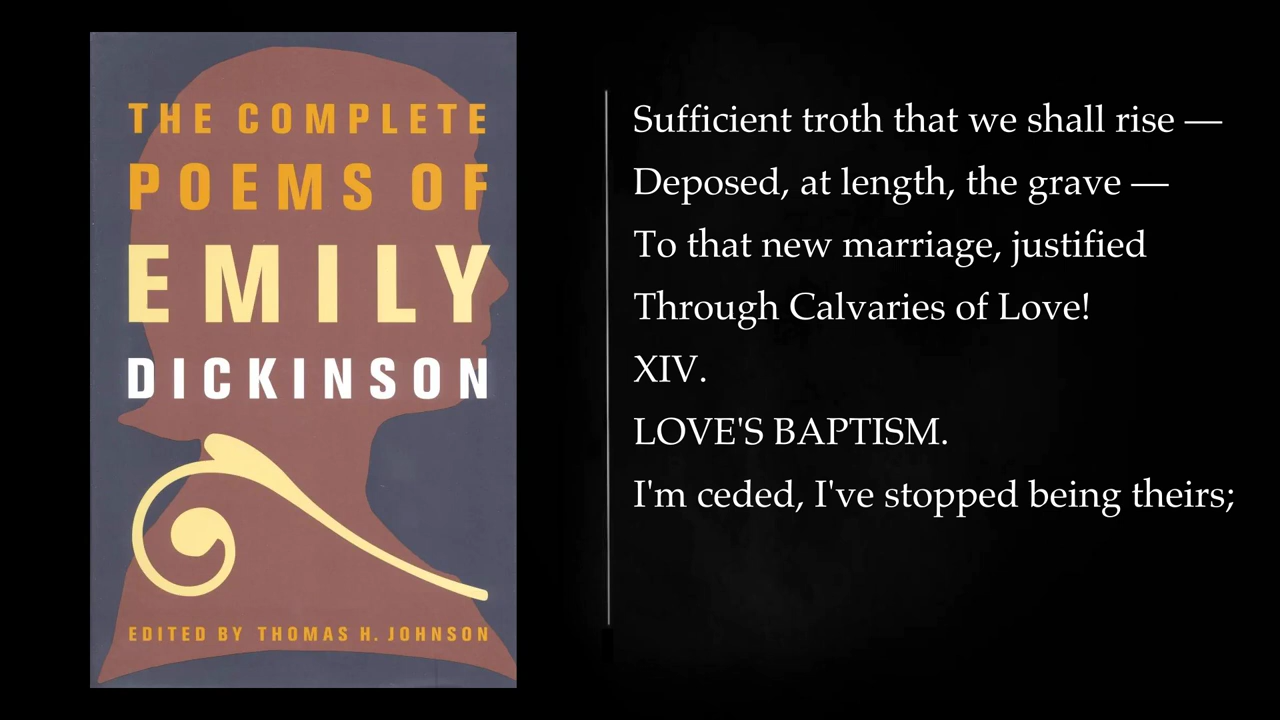 THE COMPLETE
POEMS OF
EMILY
DICKINSON
EDITED BY THOMAS H. JOHNSON
Sufficient troth that we shall rise —
Deposed, at length, the grave —
To that new marriage, justified
Through Calvaries of Love!
XIV.
LOVE'S BAPTISM.
I'm ceded, I've stopped being theirs;